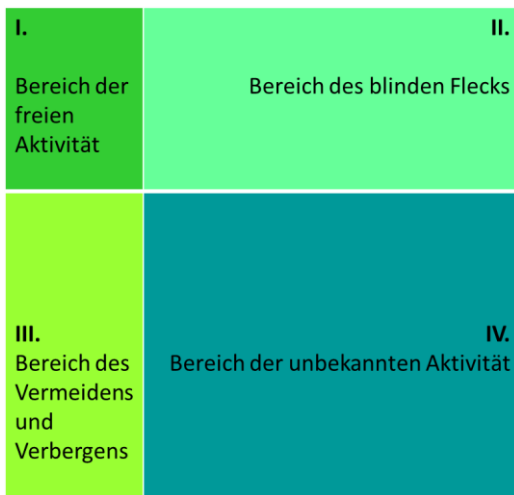 I.
Bereich der
freien
Aktivität
II.
Bereich des blinden Flecks
III.
Bereich des
Vermeidens
und
Verbergens
IV.
Bereich der unbekannten Aktivität